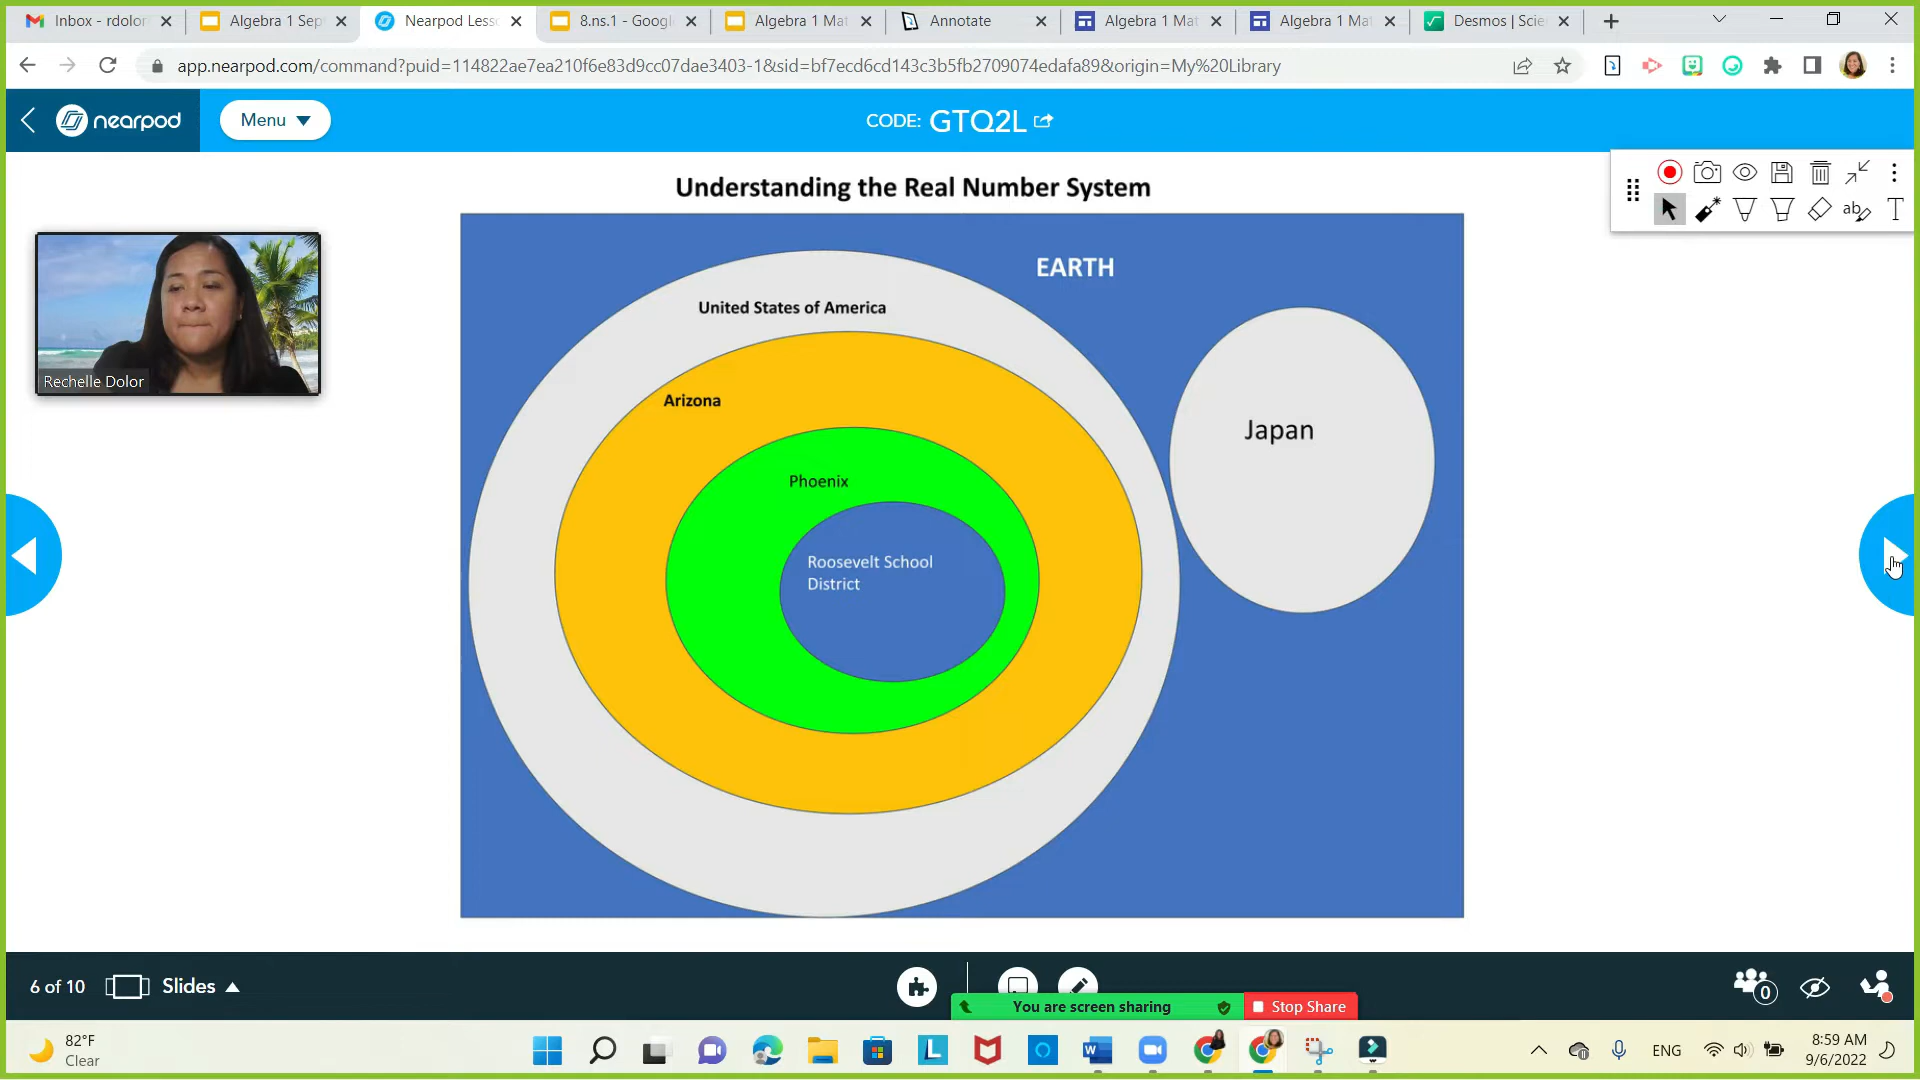 Inbox - rdolor
Algebra 1 Sept
Nearpod Less
8.ns.1 - Google
Algebra 1 Mat
Annotate
Algebra 1 Mat
Algebra 1 Mat
Desmos | Scie
app.nearpod.com/command?puid=114822ae7ea210f6e83d9cc07dae3403-1&sid=bf7ecd6cd143c3b5fb2709074edafa89&origin=My%20Library
nearpod
Menu
CODE: GTQ2L
Understanding the Real Number System
EARTH
United States of America
Arizona
Japan
Phoenix
Roosevelt School
District
Rechelle Dolor
6 of 10
Slides
0
You are screen sharing
Stop Share
82°F
Clear
ENG
8:59 AM
9/6/2022